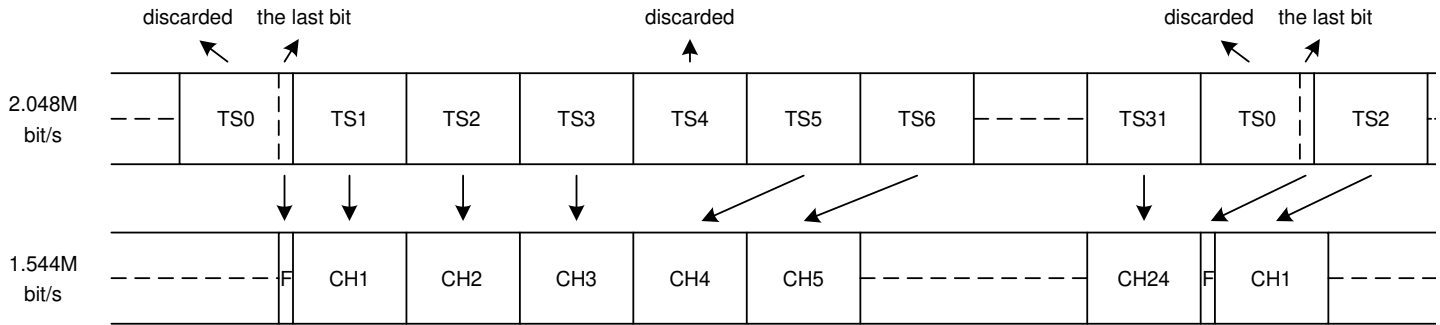 discarded the last bit discarded discarded the last bit
2.048M
bit/s
TS0 TS1 TS2 TS3 TS4 TS5 TS6 TS31 TS0 TS2
1.544M
bit/s
F CH1 CH2 CH3 CH4 CH5 CH24 F CH1